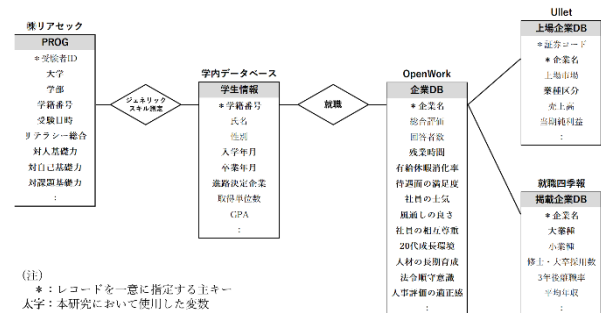 ㈱リアセック
PROG
*受験者ID
大学
学部
学籍番号
受験日時
リテラシー総合
対人基礎力
対自己基礎力
対課題基礎力
:
ジェネリック
スキル測定
学内データベース
学生情報
*学籍番号
氏名
性別
入学年月
卒業年月
進路決定企業
取得単位数
GPA
:
就職
OpenWork
企業DB
*企業名
総合評価
回答者数
残業時間
有給休暇消化率
待遇面の満足度
社員の士気
風通しの良さ
社員の相互尊重
20代成長環境
人材の長期育成
法令順守意識
人事評価の適正感
:
Ullet
上場企業DB
*証券コード
*企業名
上場市場
業種区分
売上高
当期純利益
:
就職四季報
掲載企業DB
*企業名
大業種
小業種
修士・大卒採用数
3年後離職率
平均年収
:
(注)
*:レコードを一意に指定する主キー
太字:本研究において使用した変数